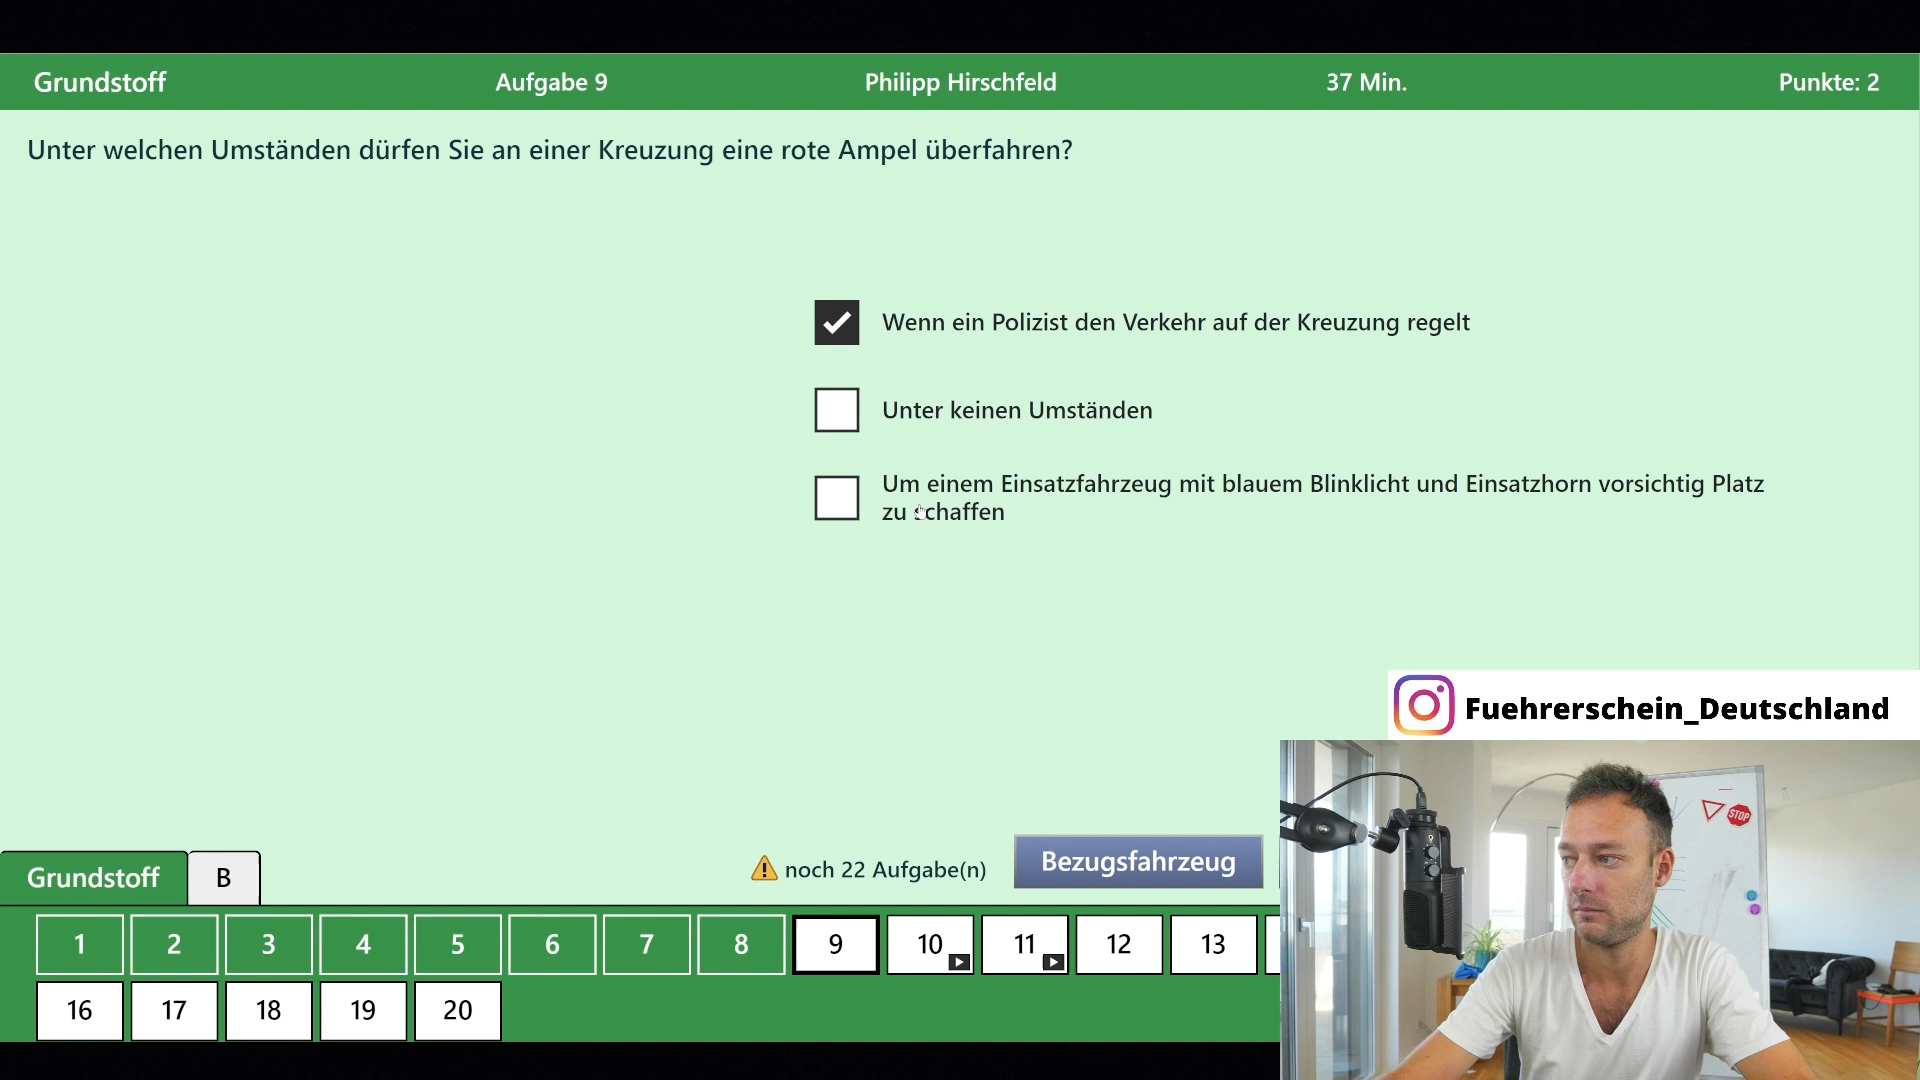 Grundstoff
Aufgabe 9
Philipp Hirschfeld
37 Min.
Punkte: 2
Unter welchen Umständen dürfen Sie an einer Kreuzung eine rote Ampel überfahren?
Wenn ein Polizist den Verkehr auf der Kreuzung regelt
Unter keinen Umständen
Um einem Einsatzfahrzeug mit blauem Blinklicht und Einsatzhorn vorsichtig Platz
zu schaffen
Fuehrerschein_Deutschland
STOP
Grundstoff
B
noch 22 Aufgabe(n)
Bezugsfahrzeug
1 2 3 4 5 6 7 8 9 10 11 12 13
16 17 18 19 20